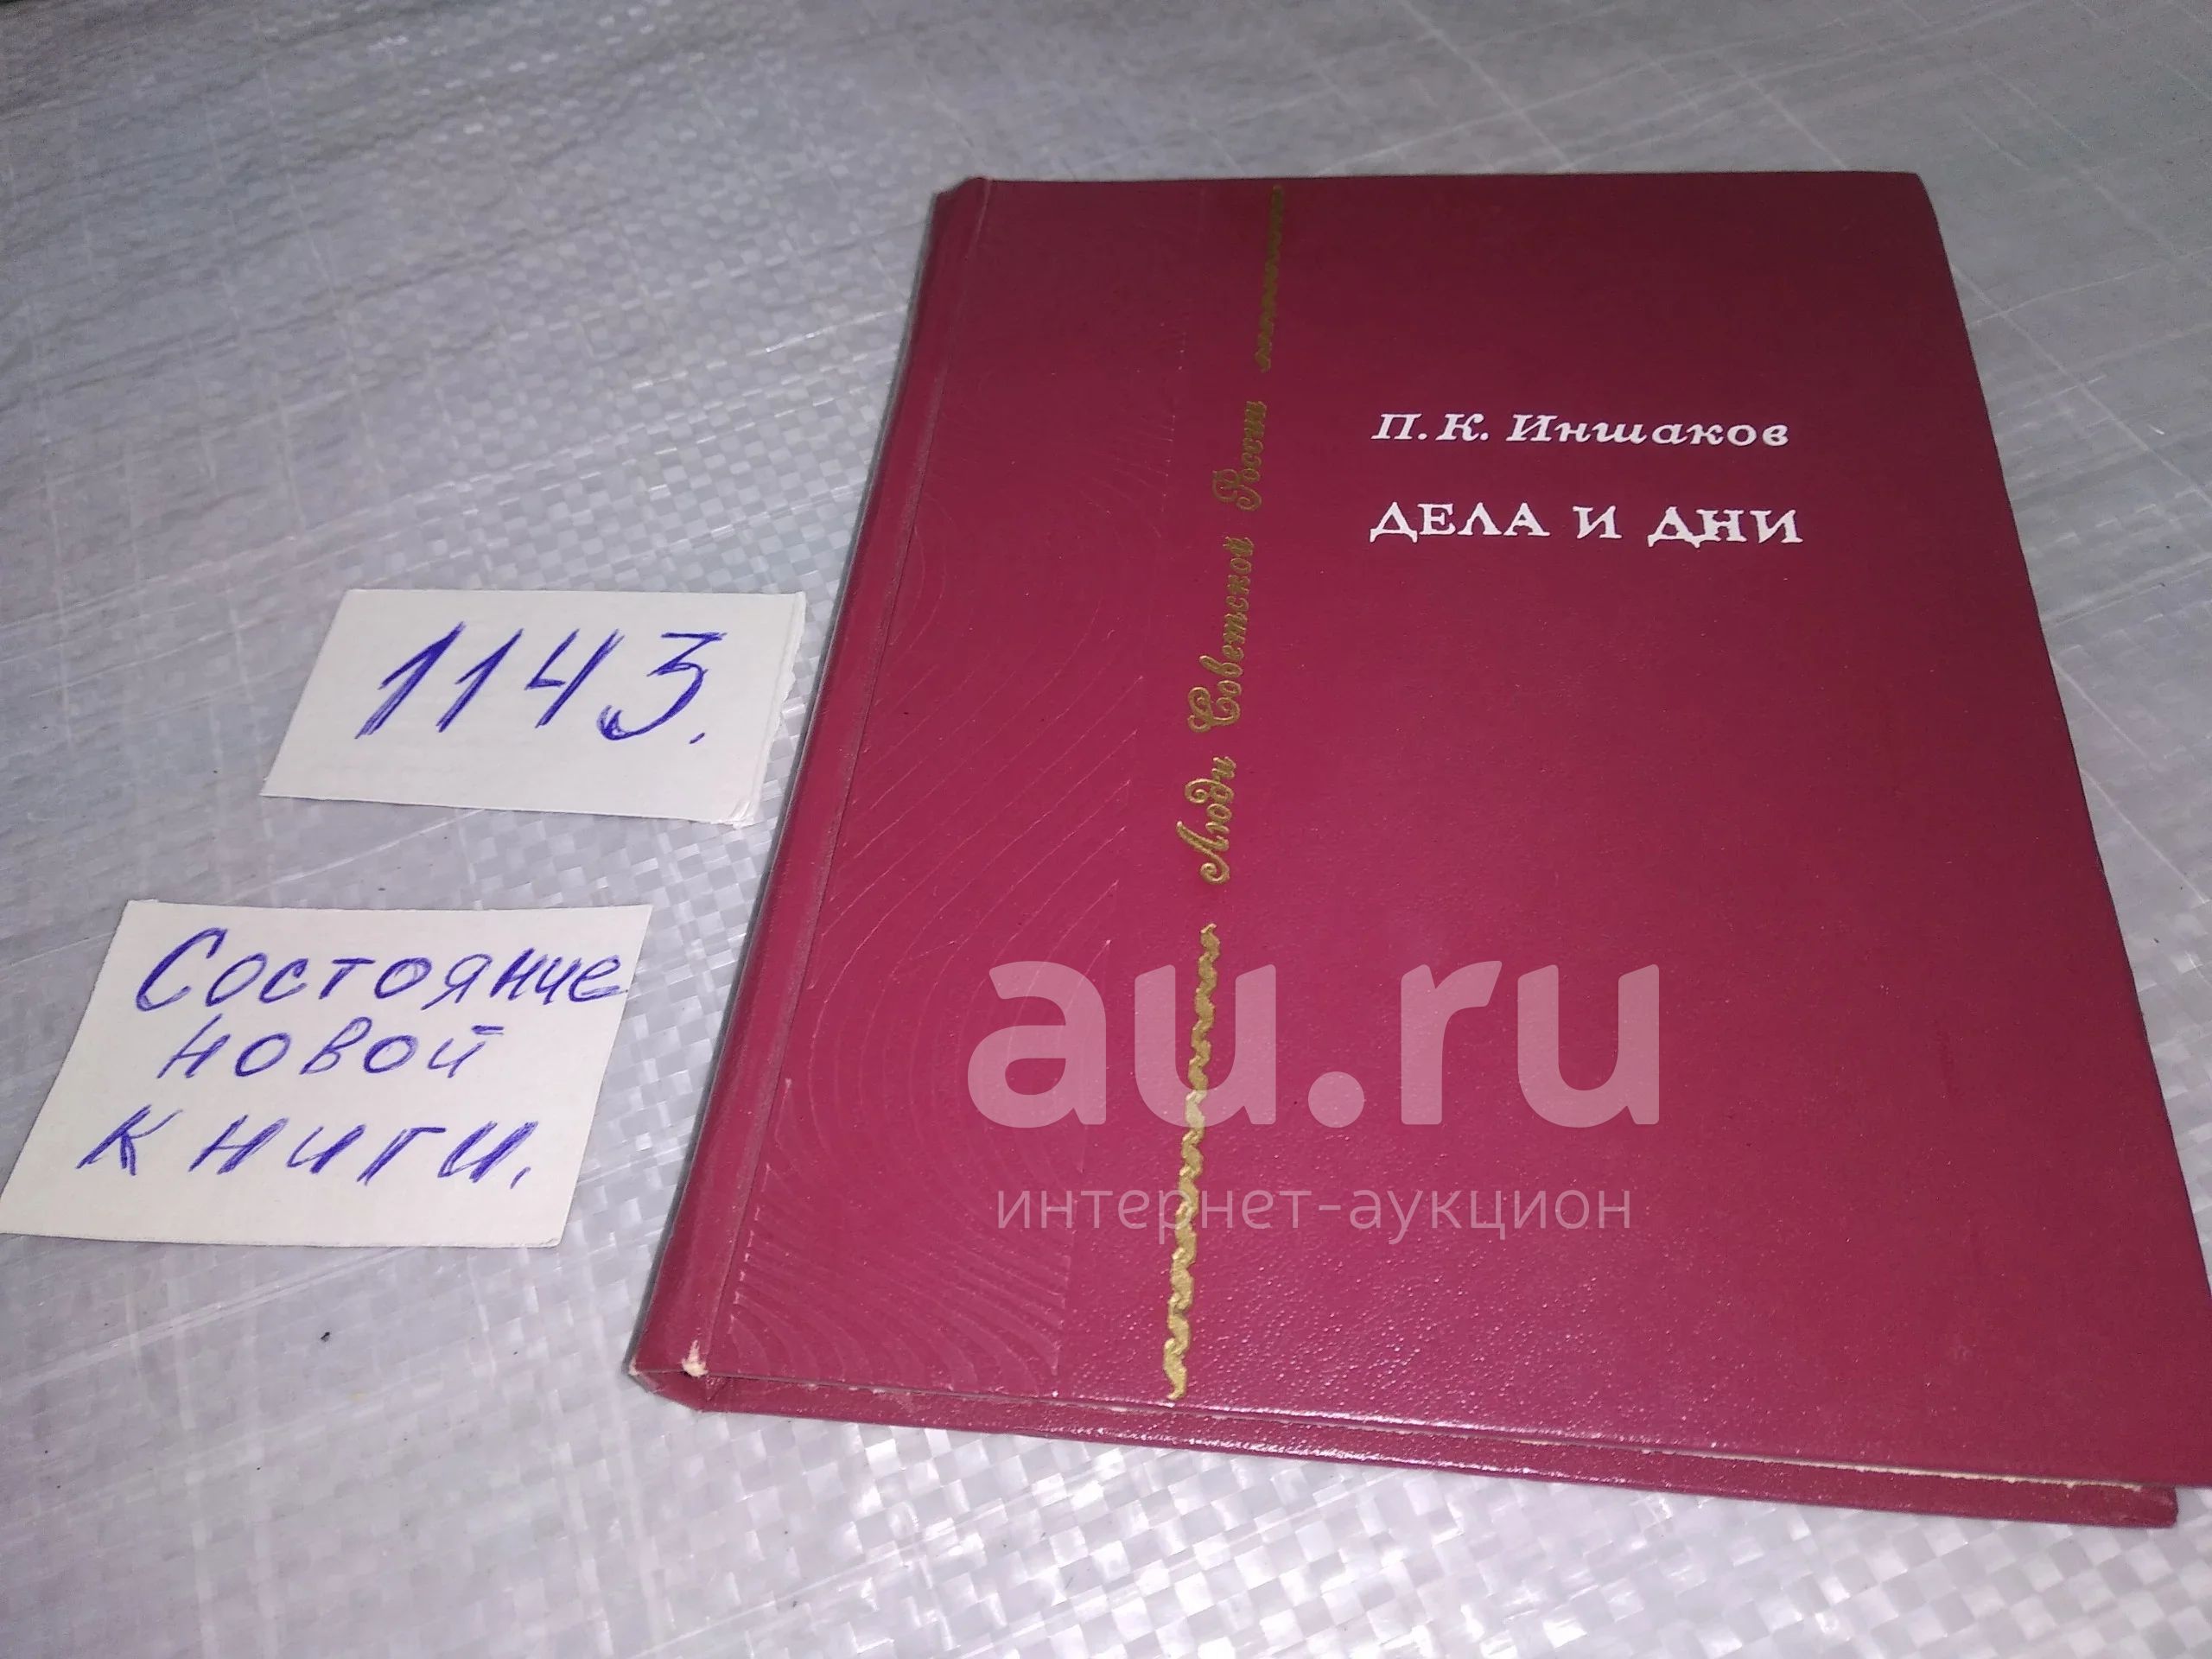 П. К. Иншаков
ДЕЛА И ДНИ
Люди Советской России
1143.
Состояние
новой
книги.
au.ru
интернет-аукцион